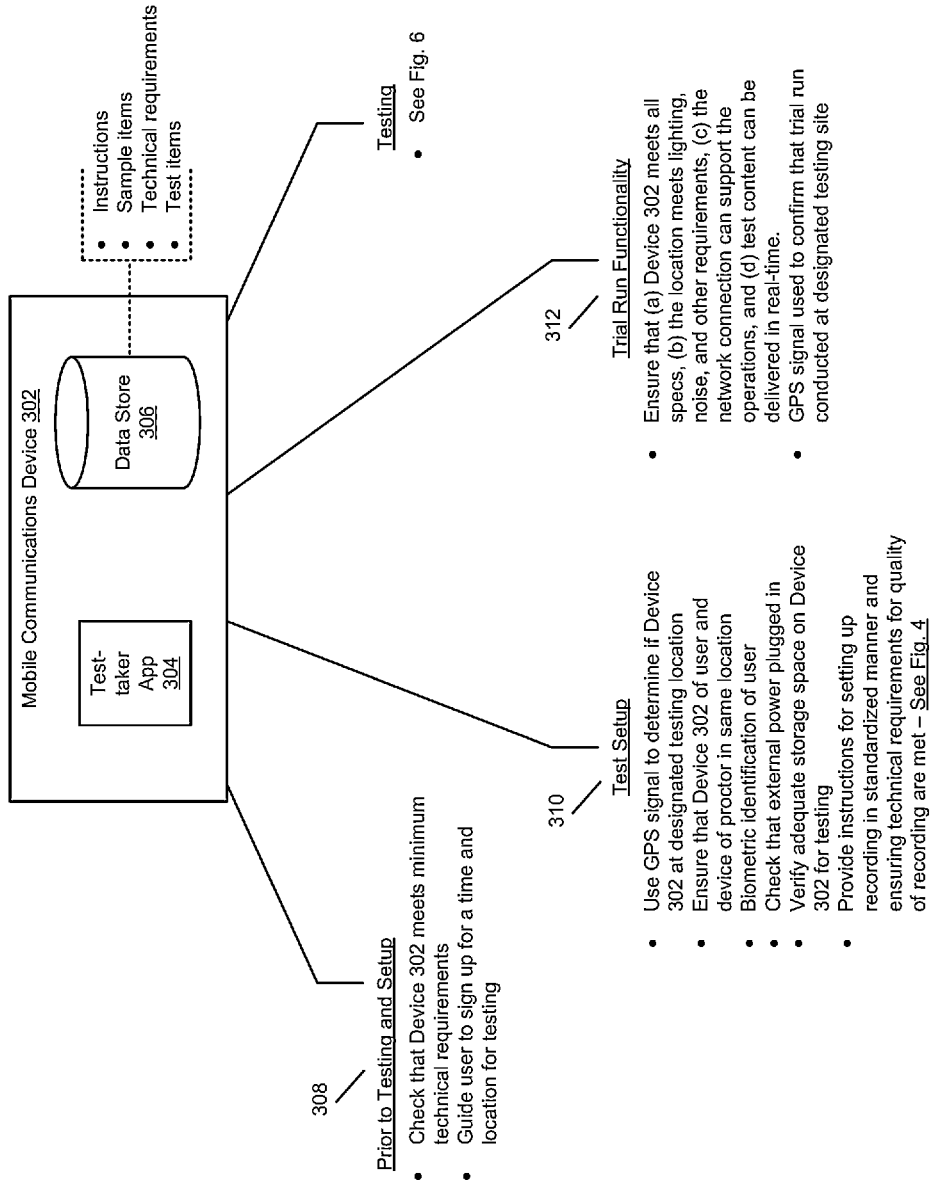 Mobile Communications Device 302
Test-
taker
App
304
Data Store
306
• Instructions
• Sample items
• Technical requirements
• Test items
308
Prior to Testing and Setup
• Check that Device 302 meets minimum
technical requirements
• Guide user to sign up for a time and
location for testing
310
Test Setup
• Use GPS signal to determine if Device
302 at designated testing location
• Ensure that Device 302 of user and
device of proctor in same location
• Biometric identification of user
• Check that external power plugged in
• Verify adequate storage space on Device
302 for testing
• Provide instructions for setting up
recording in standardized manner and
ensuring technical requirements for quality
of recording are met – See Fig. 4
312
Trial Run Functionality
• Ensure that (a) Device 302 meets all
specs, (b) the location meets lighting,
noise, and other requirements, (c) the
network connection can support the
operations, and (d) test content can be
delivered in real-time.
• GPS signal used to confirm that trial run
conducted at designated testing site
Testing
• See Fig. 6